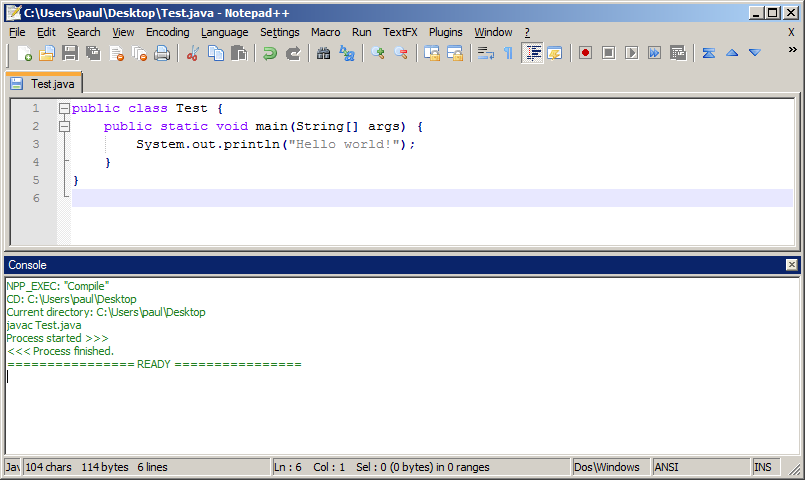 C:\Users\paul\Desktop\Test.java - Notepad++
File Edit Search View Encoding Language Settings Macro Run TextFX Plugins Window ? X
Test.java
1 public class Test {
2 public static void main(String[] args) {
3 System.out.println("Hello world!");
4 }
5 }
6
Console
NPP_EXEC: "Compile"
CD: C:\Users\paul\Desktop
Current directory: C:\Users\paul\Desktop
javac Test.java
Process started >>>
<<< Process finished.
================ READY ================
Jav 104 chars 114 bytes 6 lines Ln : 6 Col : 1 Sel : 0 (0 bytes) in 0 ranges Dos\Windows ANSI INS